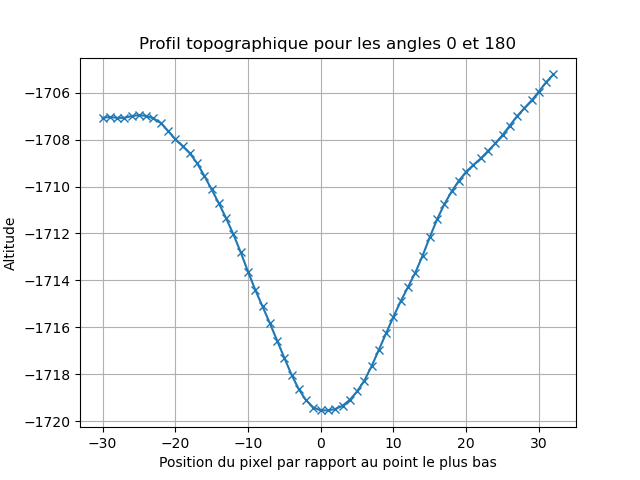 Profil topographique pour les angles 0 et 180
−1706
−1708
−1710
−1712
−1714
−1716
−1718
−1720
Altitude
−30 −20 −10 0 10 20 30
Position du pixel par rapport au point le plus bas